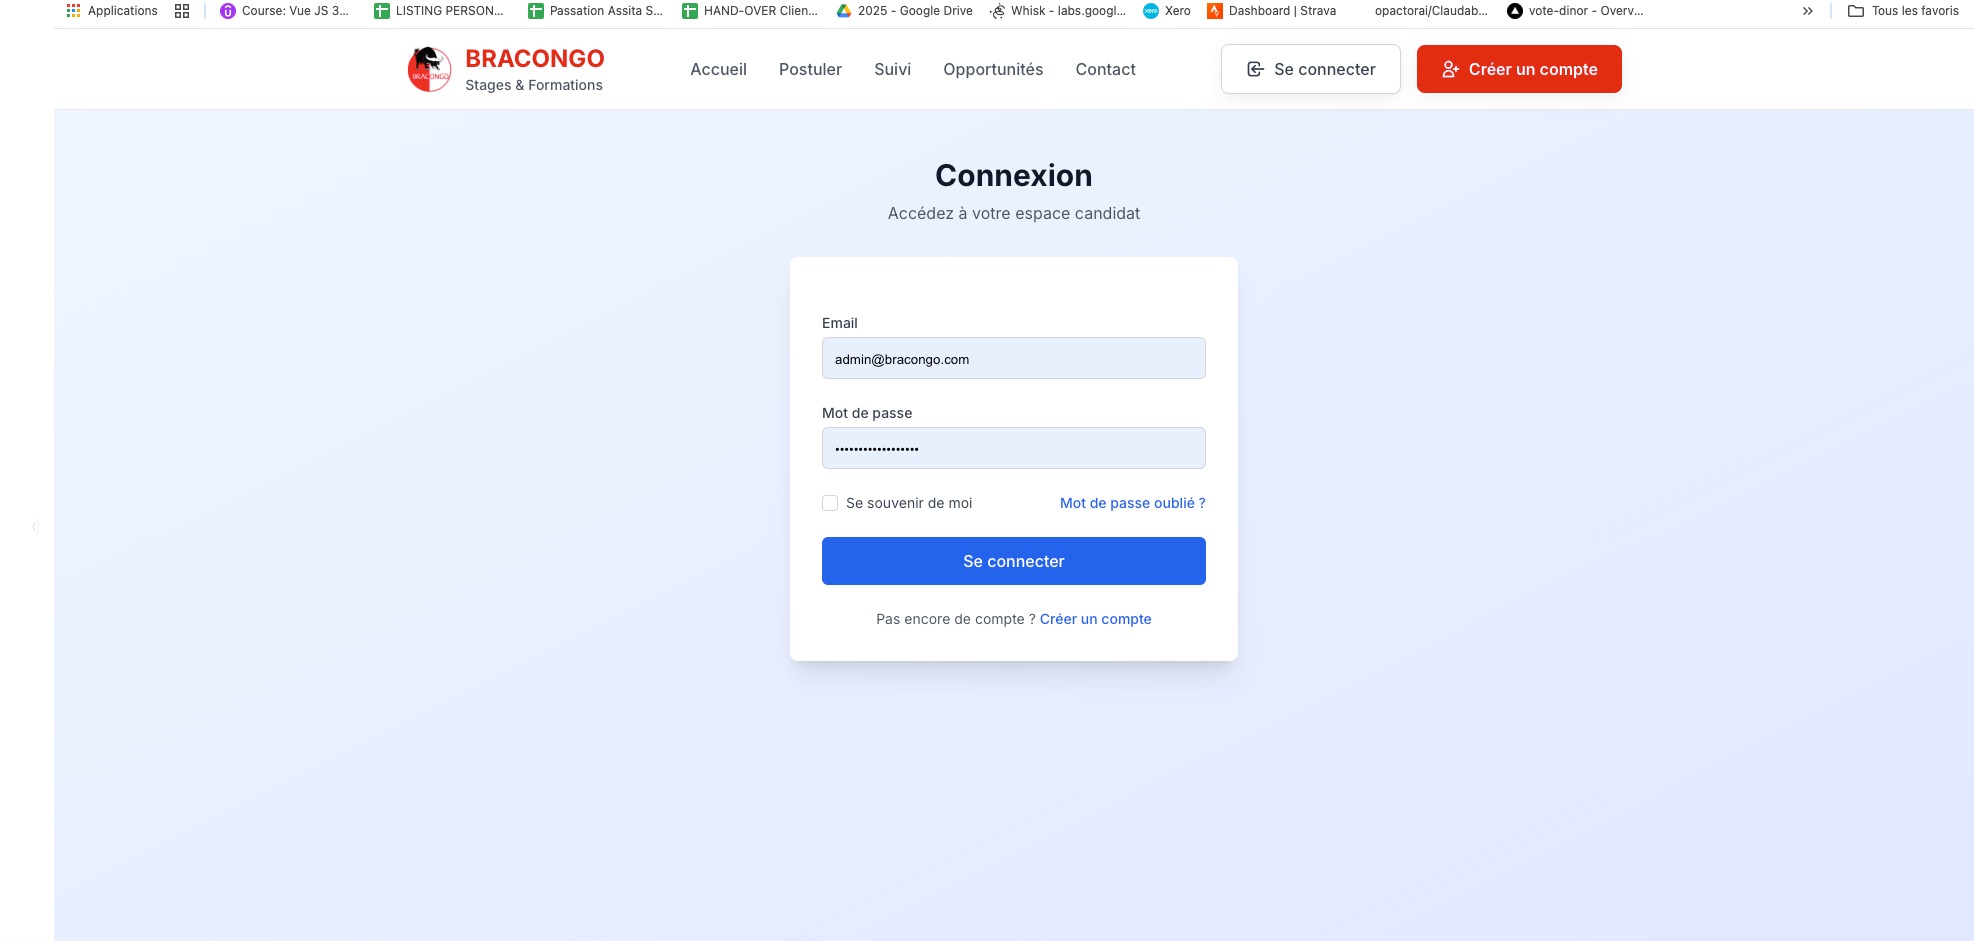 Applications
Course: Vue JS 3...
LISTING PERSON...
Passation Assita S...
HAND-OVER Clien...
2025 - Google Drive
Whisk - labs.googl...
Xero
Dashboard | Strava
opactorai/Claudab...
vote-dinor - Overv...
Tous les favoris
BRACONGO
BRACONGO
Stages & Formations
Accueil
Postuler
Suivi
Opportunités
Contact
Se connecter
Créer un compte
Connexion
Accédez à votre espace candidat
Email
admin@bracongo.com
Mot de passe
Se souvenir de moi
Mot de passe oublié ?
Se connecter
Pas encore de compte ? Créer un compte